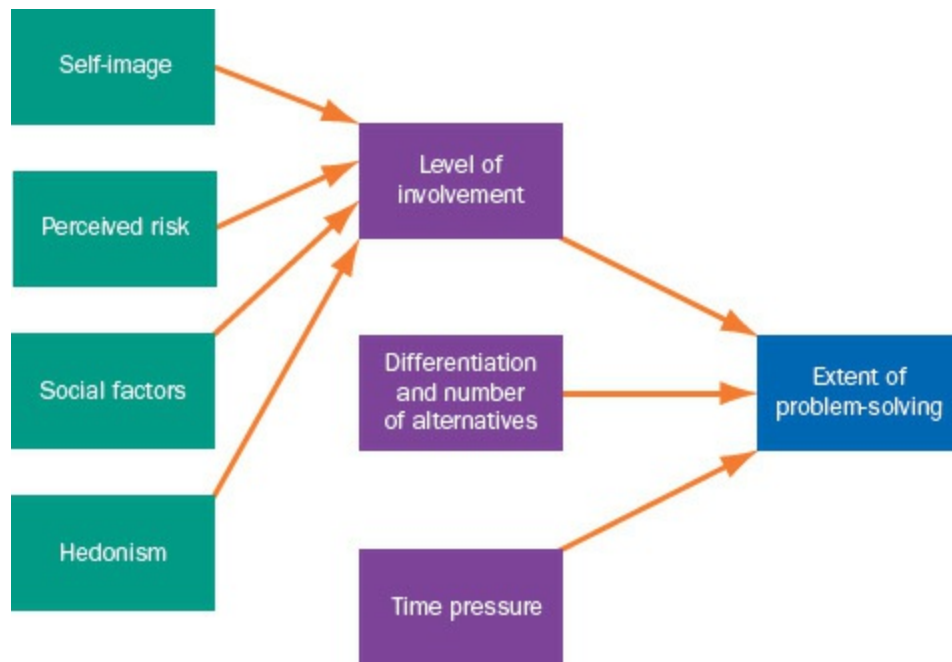 Self-image
Perceived risk
Social factors
Hedonism
Level of
involvement
Differentiation
and number
of alternatives
Time pressure
Extent of
problem-solving